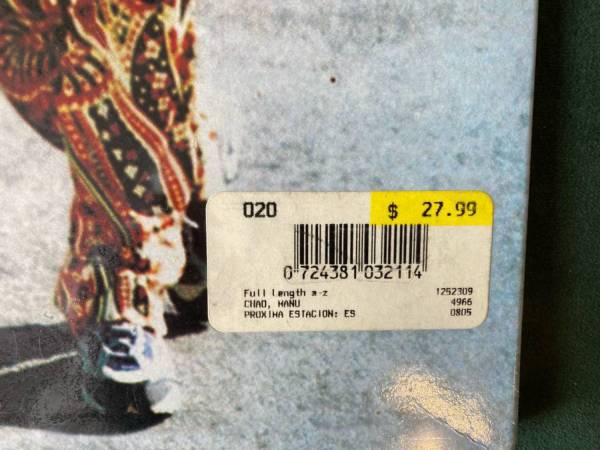 020 $ 27.99
0 724381 032114
Full length a-z 1252309
CHAO, MANU 4966
PROXIMA ESTACION: ES 0805